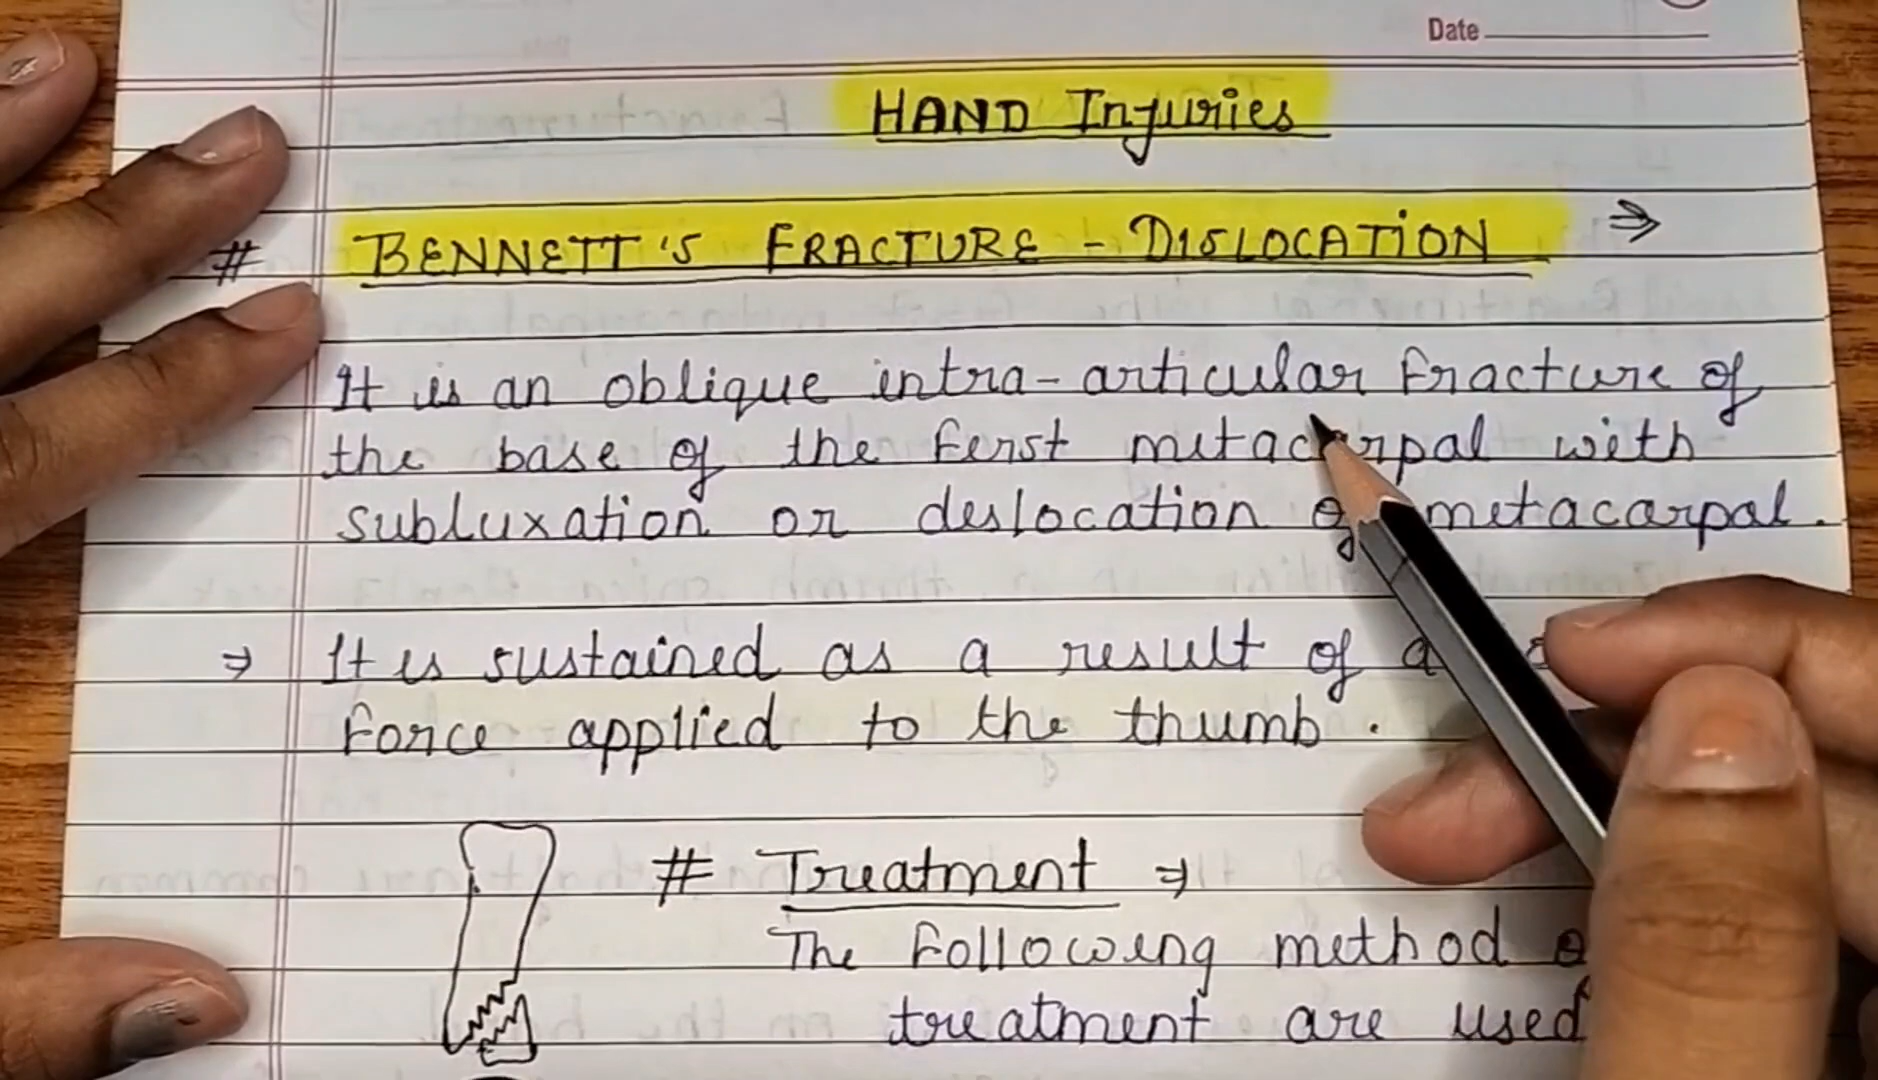 Date
HAND Injuries
# BENNETT'S FRACTURE - DISLOCATION ⇒
It is an oblique intra-articular fracture of
the base of the first metacarpal with
subluxation or dislocation of metacarpal.
⇒ It is sustained as a result of a
force applied to the thumb.
# Treatment ⇒
The following method
treatment are used